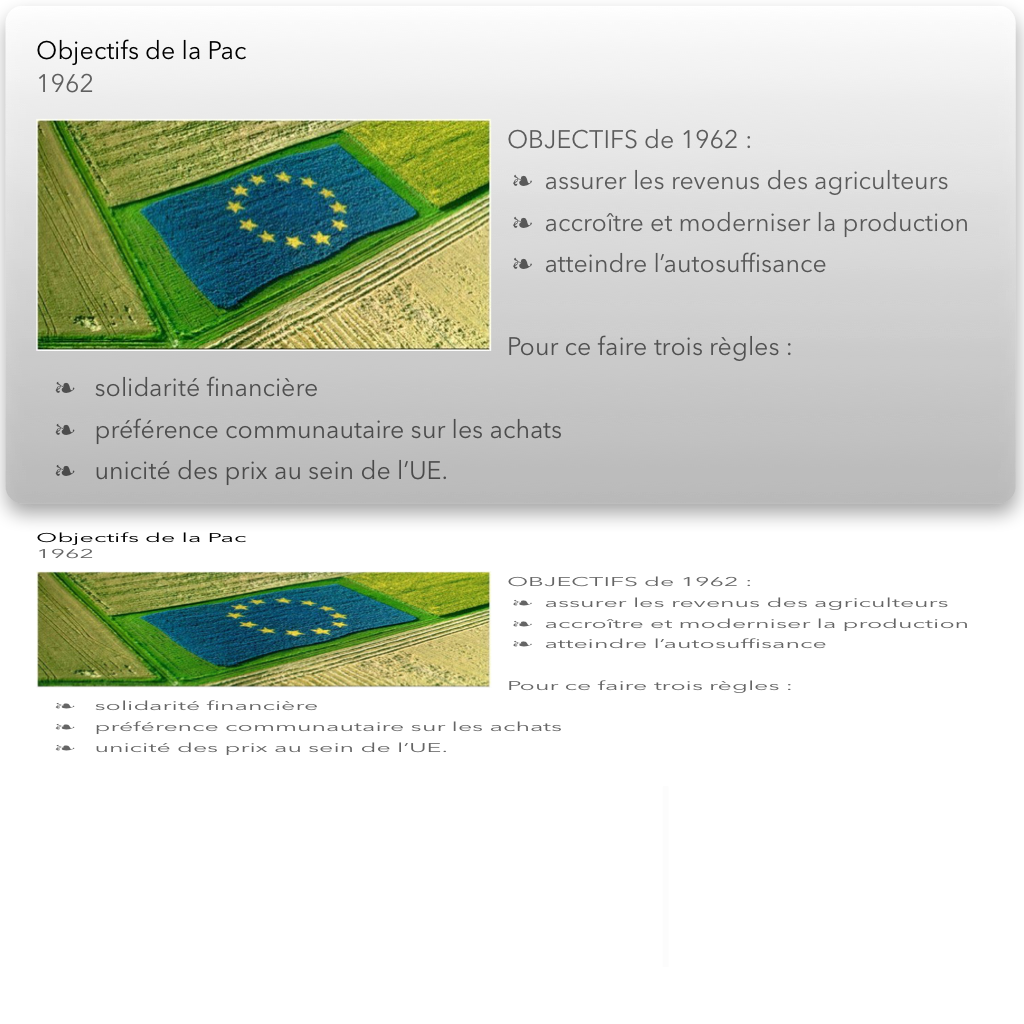 Objectifs de la Pac
1962
OBJECTIFS de 1962 :
❧ assurer les revenus des agriculteurs
❧ accroître et moderniser la production
❧ atteindre l’autosuffisance
Pour ce faire trois règles :
❧ solidarité financière
❧ préférence communautaire sur les achats
❧ unicité des prix au sein de l’UE.
Objectifs de la Pac
1962
OBJECTIFS de 1962 :
❧ assurer les revenus des agriculteurs
❧ accroître et moderniser la production
❧ atteindre l’autosuffisance
Pour ce faire trois règles :
❧ solidarité financière
❧ préférence communautaire sur les achats
❧ unicité des prix au sein de l’UE.